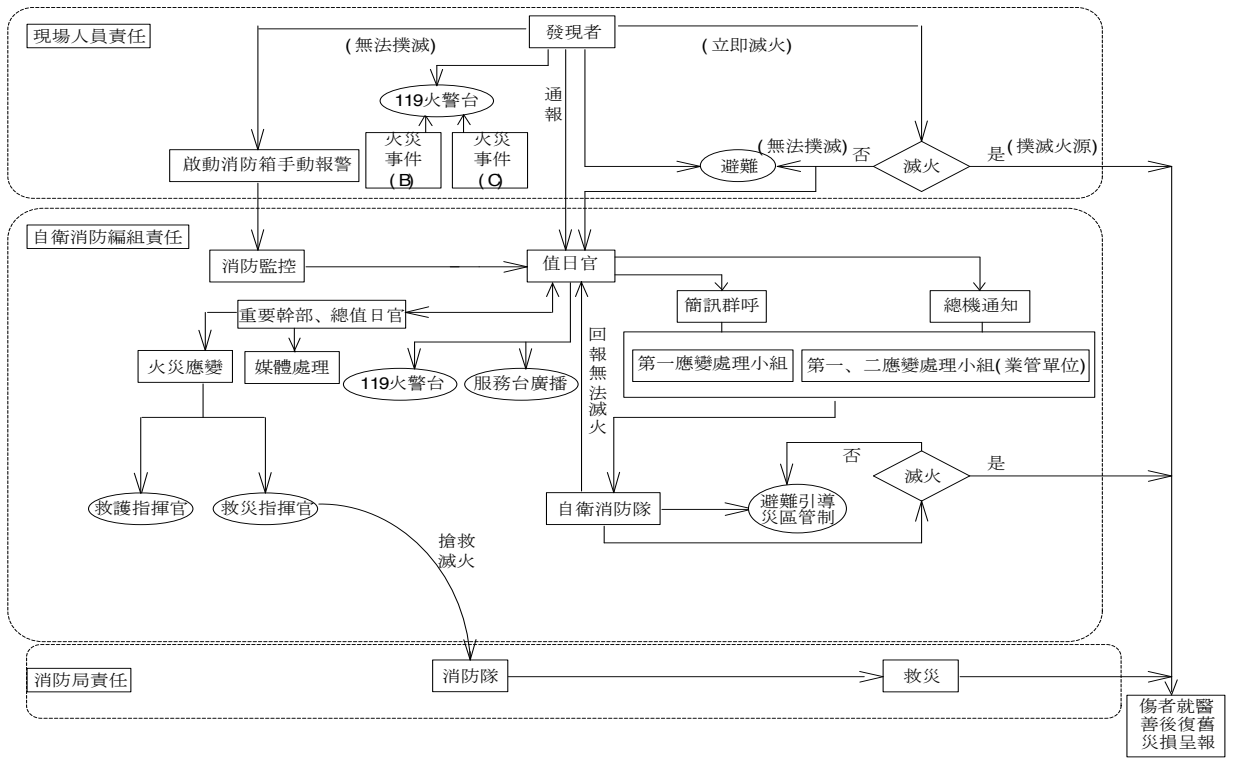 現場人員責任
發現者
(無法撲滅)
(立即滅火)
119火警台
通
報
火災
事件
(B)
火災
事件
(C)
啟動消防箱手動報警
避難
(無法撲滅)
否
滅火
是
(撲滅火源)
自衛消防編組責任
消防監控
值日官
簡訊群呼
總機通知
重要幹部、總值日官
火災應變
媒體處理
119火警台
服務台廣播
回
報
無
法
滅
火
第一應變處理小組
第一、二應變處理小組(業管單位)
救護指揮官
救災指揮官
自衛消防隊
避難引導
災區管制
否
滅火
是
搶救
滅火
消防局責任
消防隊
救災
傷者就醫
善後復舊
災損呈報